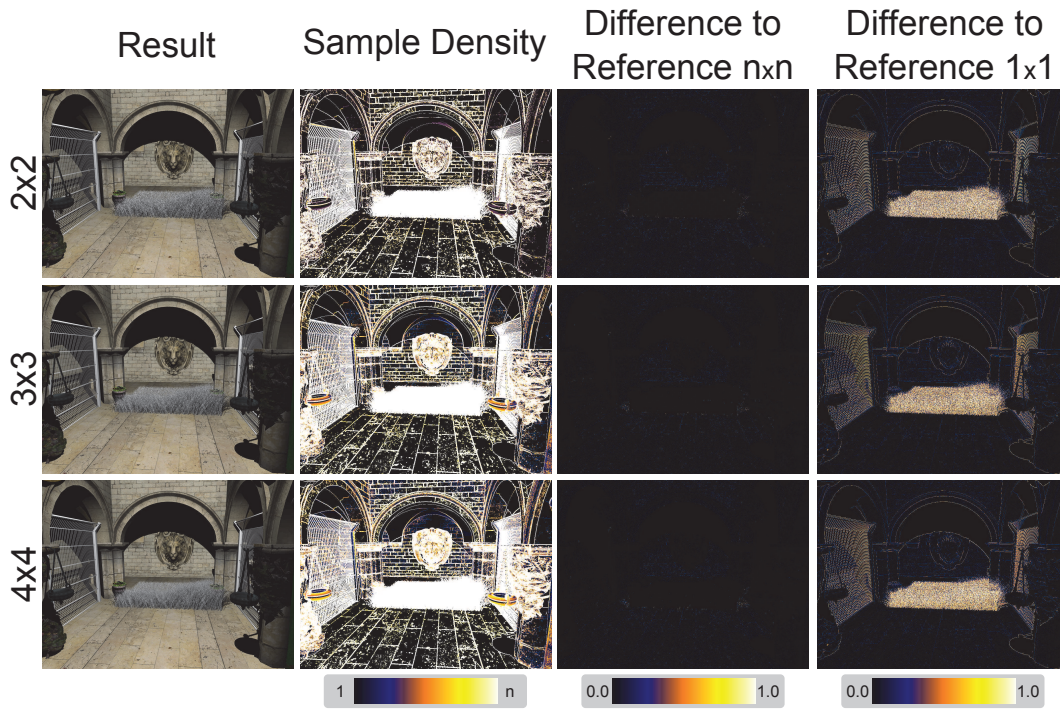 Result
Sample Density
Difference to
Reference nxn
Difference to
Reference 1x1
2x2
3x3
4x4
1 n
0.0 1.0
0.0 1.0